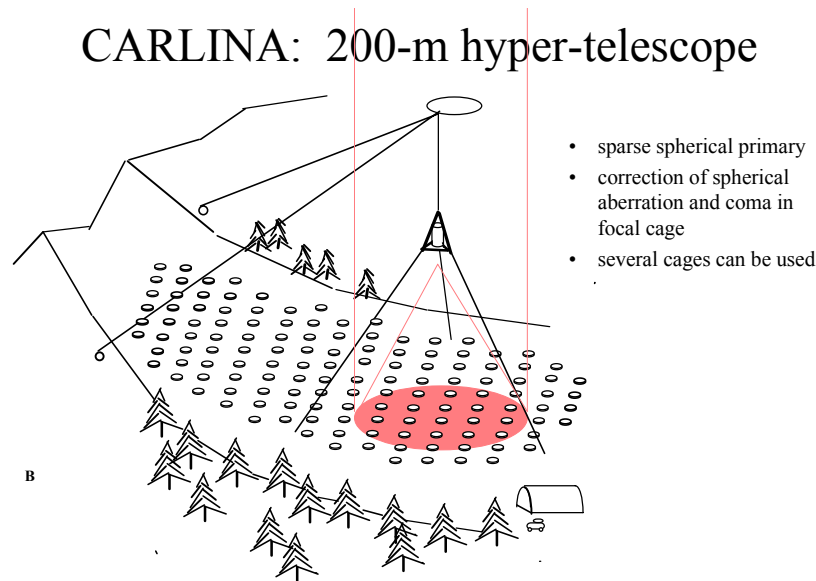 CARLINA: 200-m hyper-telescope
• sparse spherical primary
• correction of spherical
aberration and coma in
focal cage
• several cages can be used
B